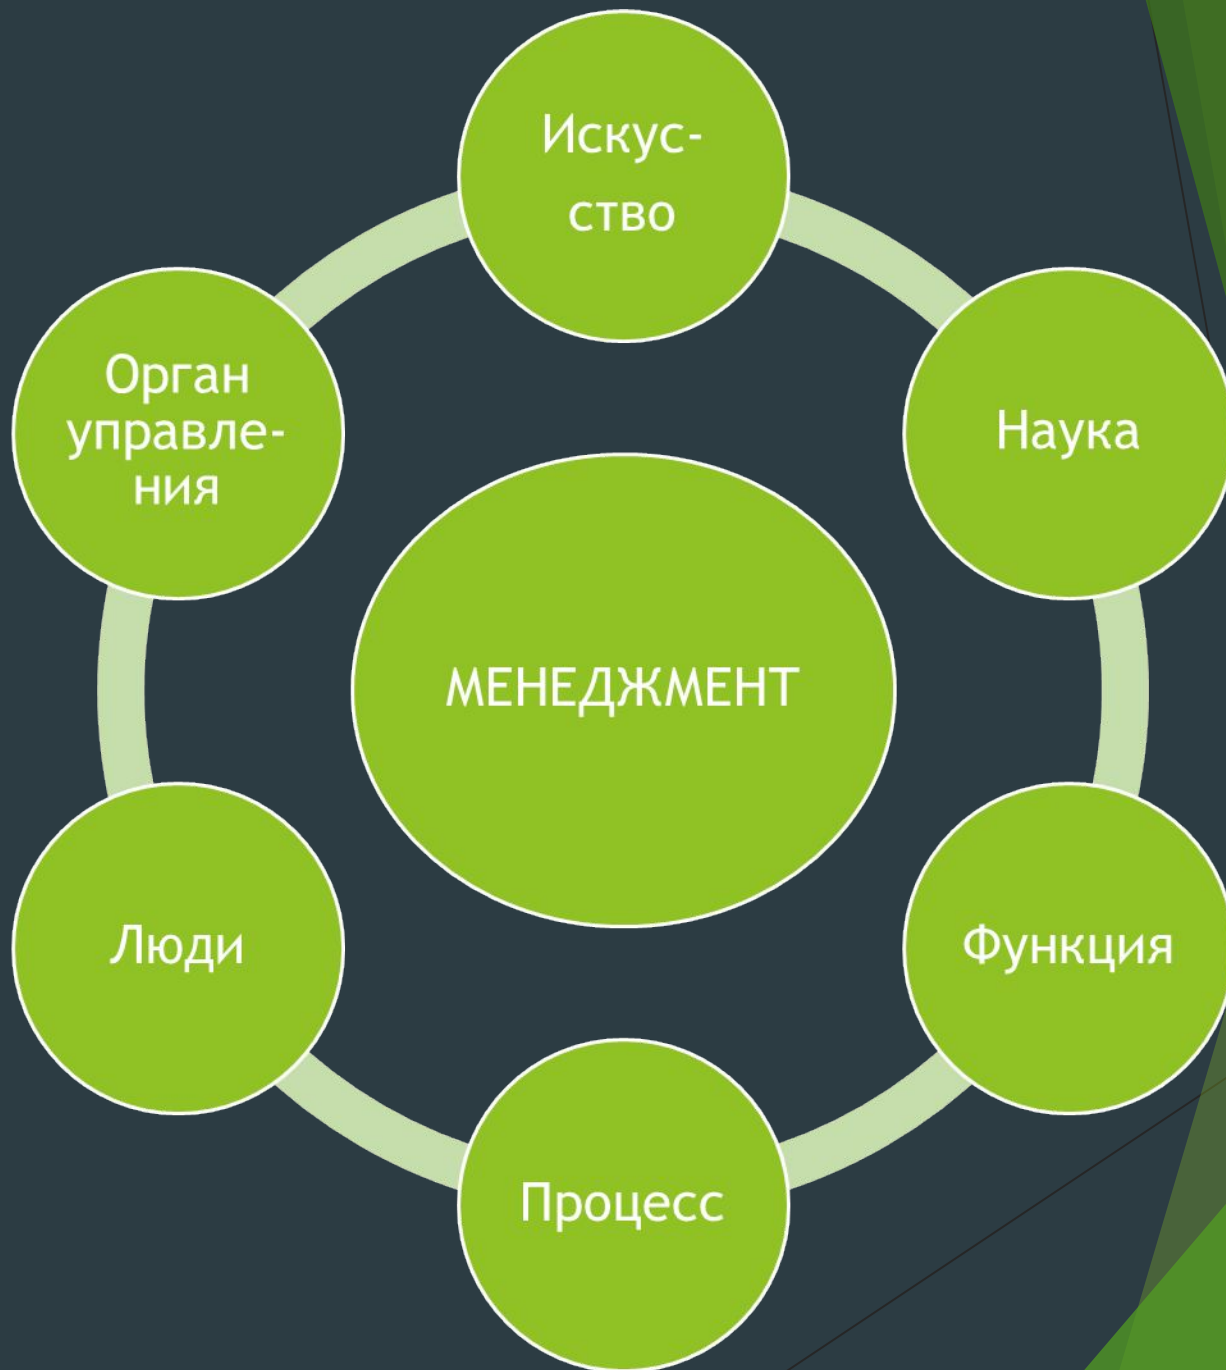 Искус-
ство
Наука
Функция
Процесс
Люди
Орган
управле-
ния
МЕНЕДЖМЕНТ